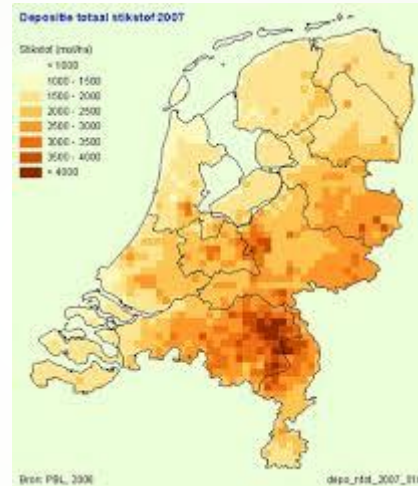 Depositie totaal stikstof 2007
Stikstof (mol/ha)
< 1000
1000 - 1500
1500 - 2000
2000 - 2500
2500 - 3000
3000 - 3500
3500 - 4000
> 4000
Bron: PBL, 2008